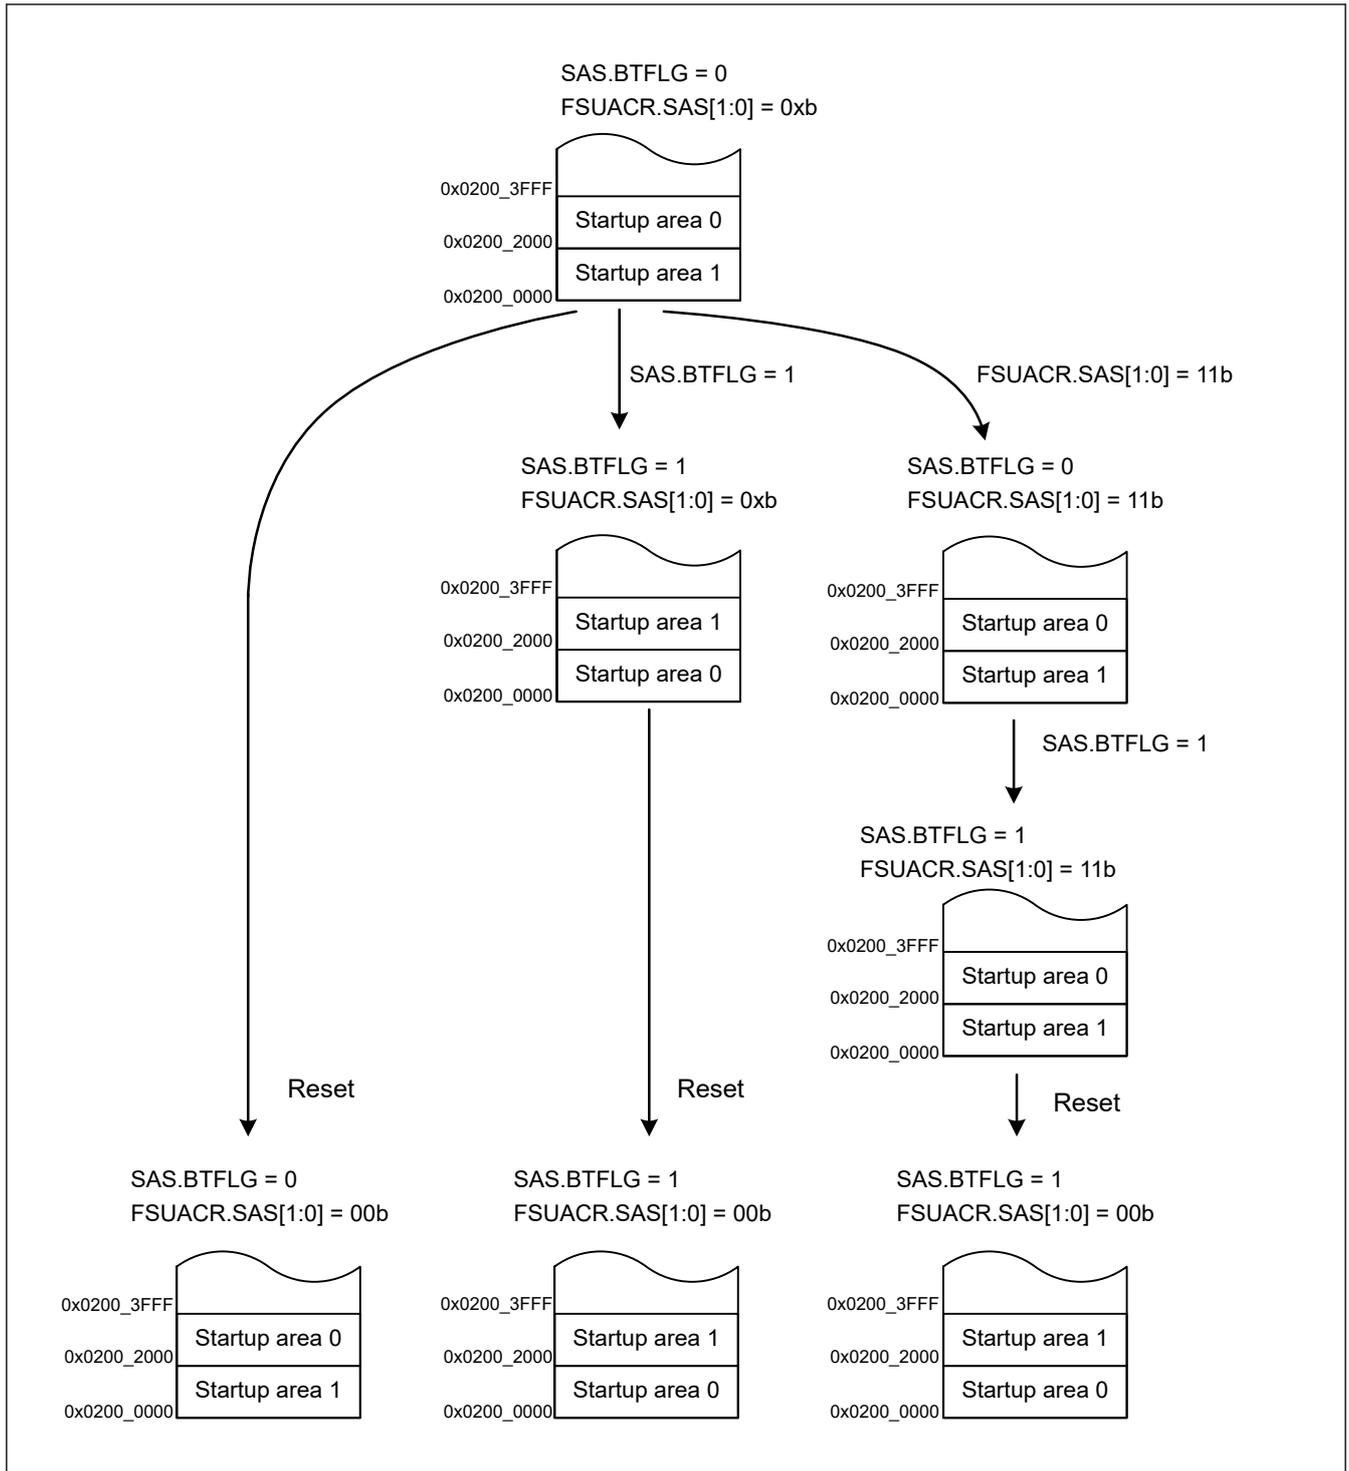 SAS.BTFLG = 0
FSUACR.SAS[1:0] = 0xb
0x0200_3FFF
Startup area 0
0x0200_2000
Startup area 1
0x0200_0000
SAS.BTFLG = 1
FSUACR.SAS[1:0] = 11b
SAS.BTFLG = 1
FSUACR.SAS[1:0] = 0xb
0x0200_3FFF
Startup area 1
0x0200_2000
Startup area 0
0x0200_0000
SAS.BTFLG = 0
FSUACR.SAS[1:0] = 11b
0x0200_3FFF
Startup area 0
0x0200_2000
Startup area 1
0x0200_0000
SAS.BTFLG = 1
SAS.BTFLG = 1
FSUACR.SAS[1:0] = 11b
0x0200_3FFF
Startup area 0
0x0200_2000
Startup area 1
0x0200_0000
Reset
Reset
Reset
SAS.BTFLG = 0
FSUACR.SAS[1:0] = 00b
0x0200_3FFF
Startup area 0
0x0200_2000
Startup area 1
0x0200_0000
SAS.BTFLG = 1
FSUACR.SAS[1:0] = 00b
0x0200_3FFF
Startup area 1
0x0200_2000
Startup area 0
0x0200_0000
SAS.BTFLG = 1
FSUACR.SAS[1:0] = 00b
0x0200_3FFF
Startup area 1
0x0200_2000
Startup area 0
0x0200_0000